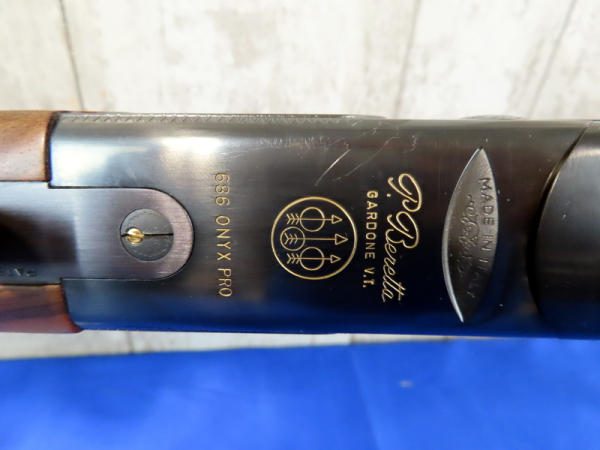 686 ONYX PRO
P. Beretta
GARDONE V.T.
MADE IN ITALY